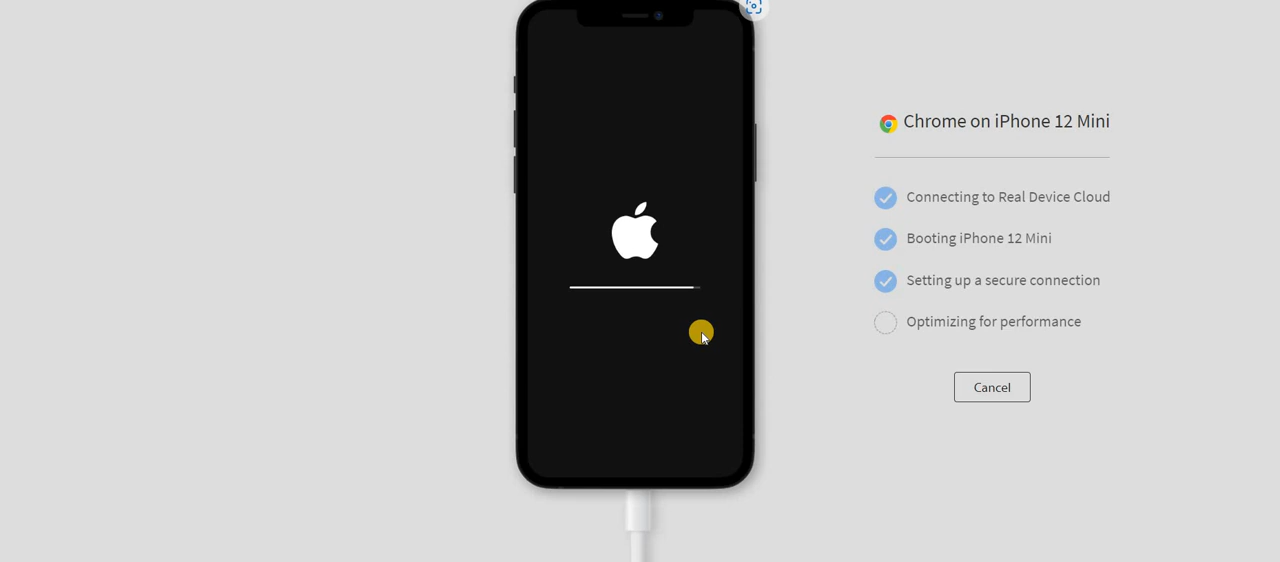 Chrome on iPhone 12 Mini
Connecting to Real Device Cloud
Booting iPhone 12 Mini
Setting up a secure connection
Optimizing for performance
Cancel